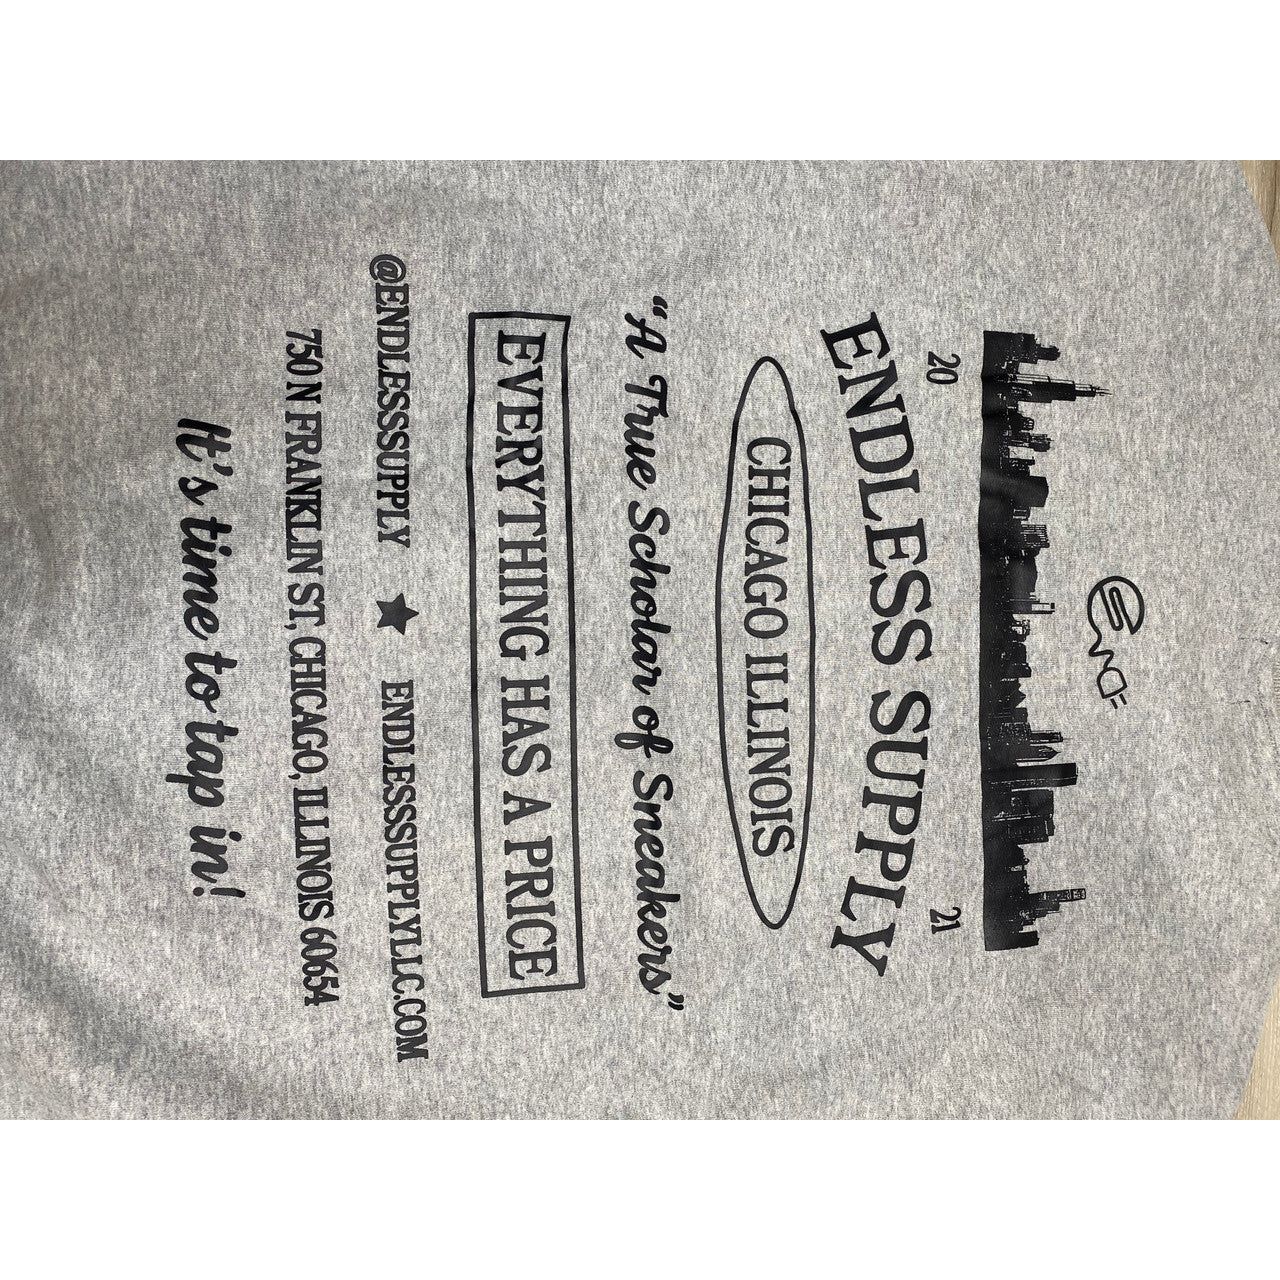 20 21
ENDLESS SUPPLY
CHICAGO ILLINOIS
"A True Scholar of Sneakers"
EVERYTHING HAS A PRICE
@ENDLESSSUPPLY ★ ENDLESSSUPPLYLLC.COM
750 N FRANKLIN ST, CHICAGO, ILLINOIS 60654
It's time to tap in!